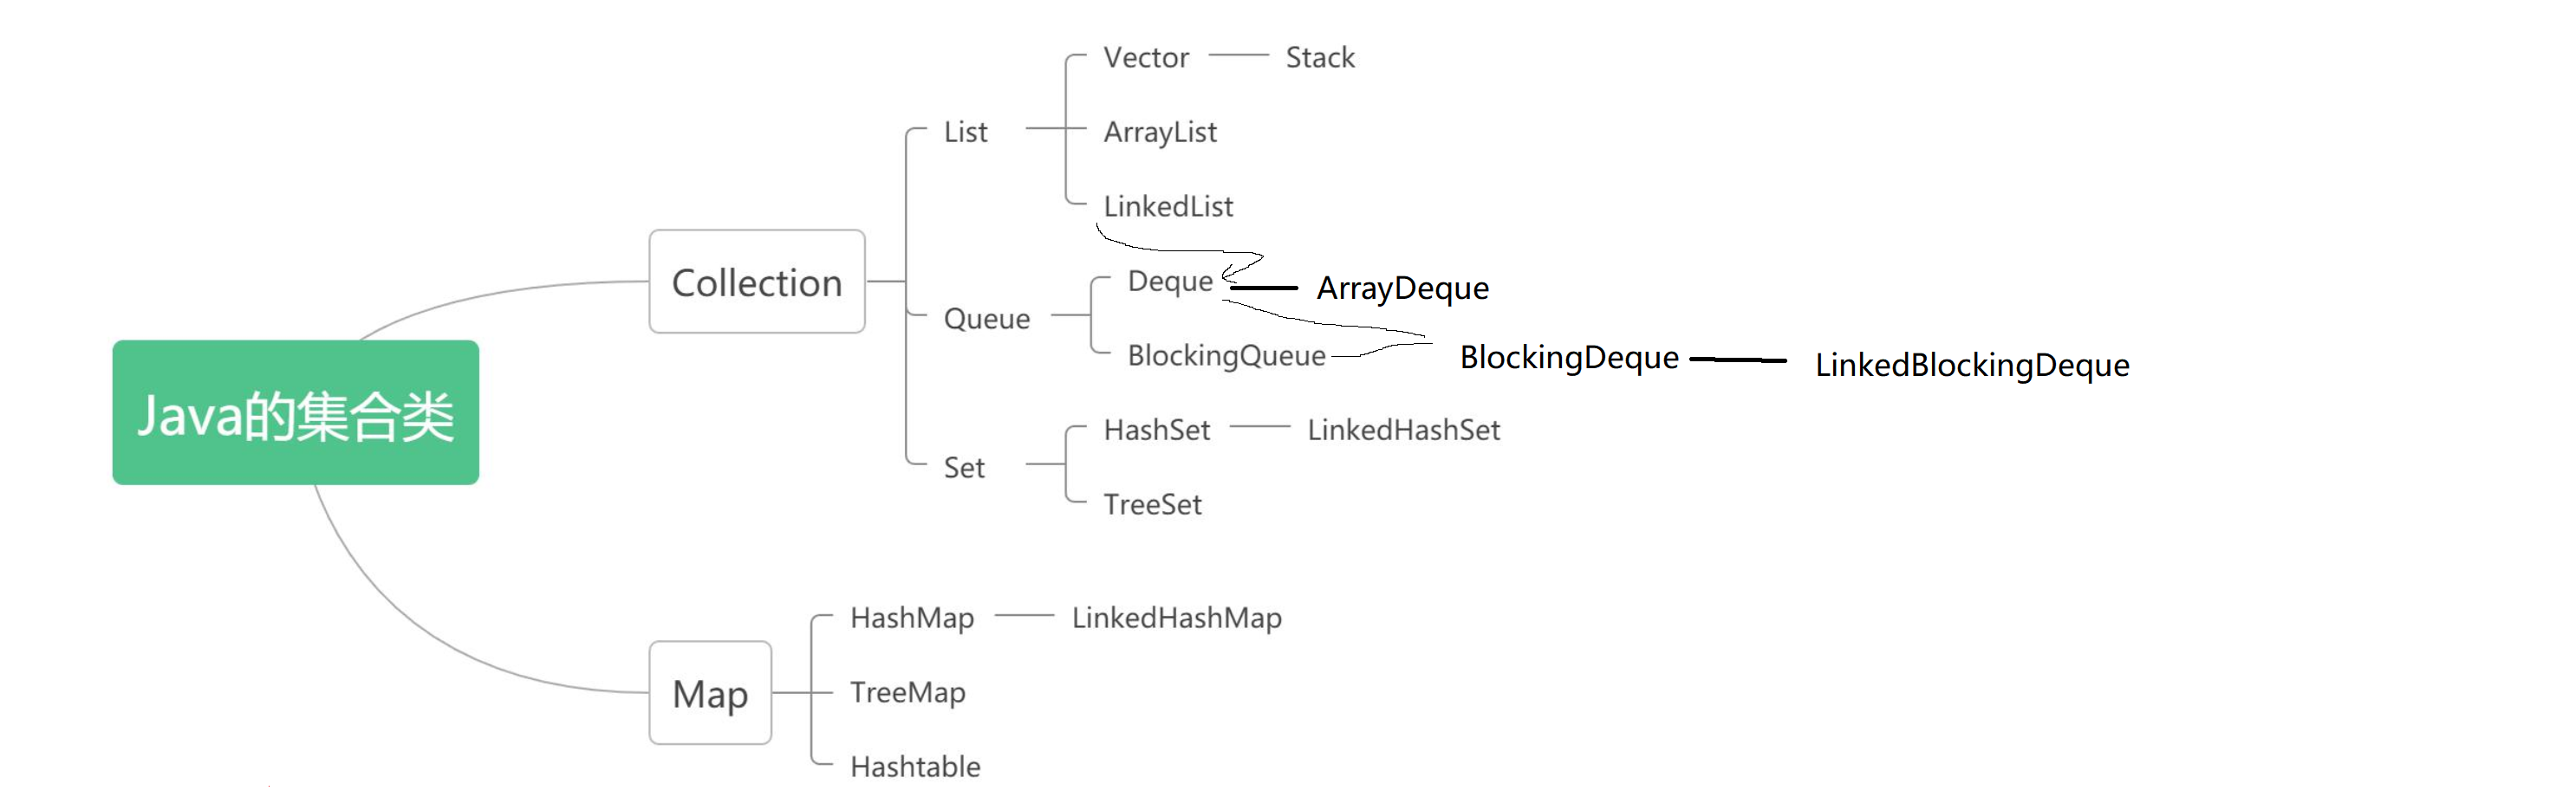 Java的集合类
Collection
List
Vector
Stack
ArrayList
LinkedList
Queue
Deque
ArrayDeque
BlockingQueue
BlockingDeque
LinkedBlockingDeque
Set
HashSet
LinkedHashSet
TreeSet
Map
HashMap
LinkedHashMap
TreeMap
Hashtable